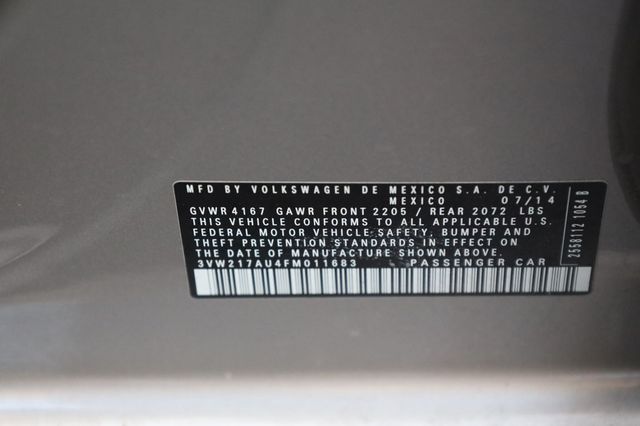 MFD BY VOLKSWAGEN DE MEXICO S.A. DE C.V.
MEXICO 07/14
GVWR 4167 GAWR FRONT 2205 / REAR 2072 LBS
THIS VEHICLE CONFORMS TO ALL APPLICABLE U.S.
FEDERAL MOTOR VEHICLE SAFETY, BUMPER AND
THEFT PREVENTION STANDARDS IN EFFECT ON
THE DATE OF MANUFACTURE SHOWN ABOVE.
3VW217AU4FM011683 PASSENGER CAR
2558112 1054 B